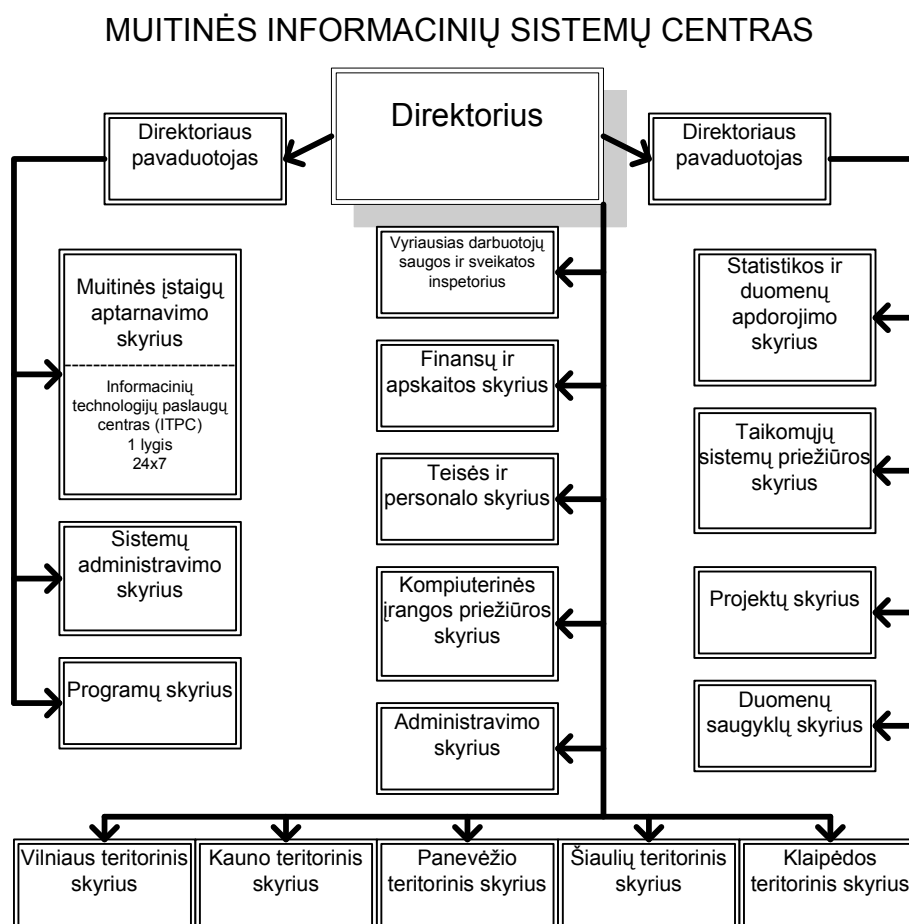 MUITINĖS INFORMACINIŲ SISTEMŲ CENTRAS
Direktorius
Direktoriaus
pavaduotojas
Direktoriaus
pavaduotojas
Muitinės įstaigų
aptarnavimo
skyrius
Informacinių
technologijų paslaugų
centras (ITPC)
1 lygis
24x7
Sistemų
administravimo
skyrius
Programų skyrius
Vyriausias darbuotojų
saugos ir sveikatos
inspetorius
Finansų ir
apskaitos skyrius
Teisės ir
personalo skyrius
Kompiuterinės
įrangos priežiūros
skyrius
Administravimo
skyrius
Statistikos ir
duomenų
apdorojimo
skyrius
Taikomųjų
sistemų priežiūros
skyrius
Projektų skyrius
Duomenų
saugyklų skyrius
Vilniaus teritorinis
skyrius
Kauno teritorinis
skyrius
Panevėžio
teritorinis skyrius
Šiaulių teritorinis
skyrius
Klaipėdos
teritorinis skyrius